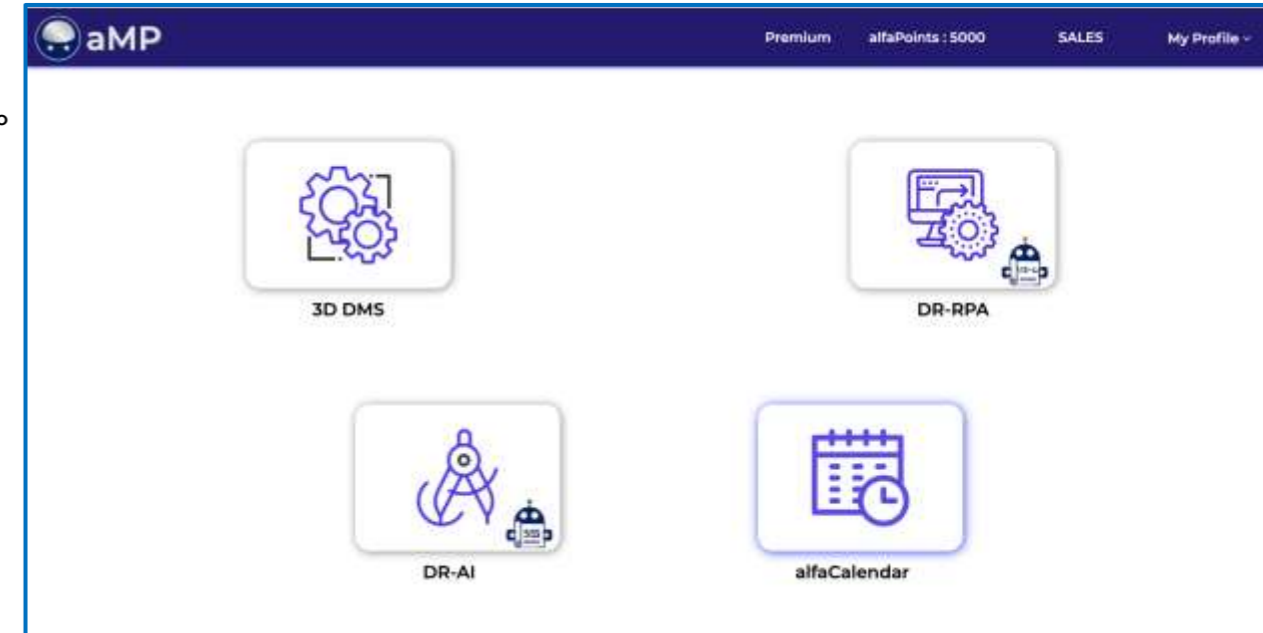 aMP
Premium alfaPoints : 5000 SALES My Profile
3D DMS
DR-RPA
DR-AI
alfaCalendar